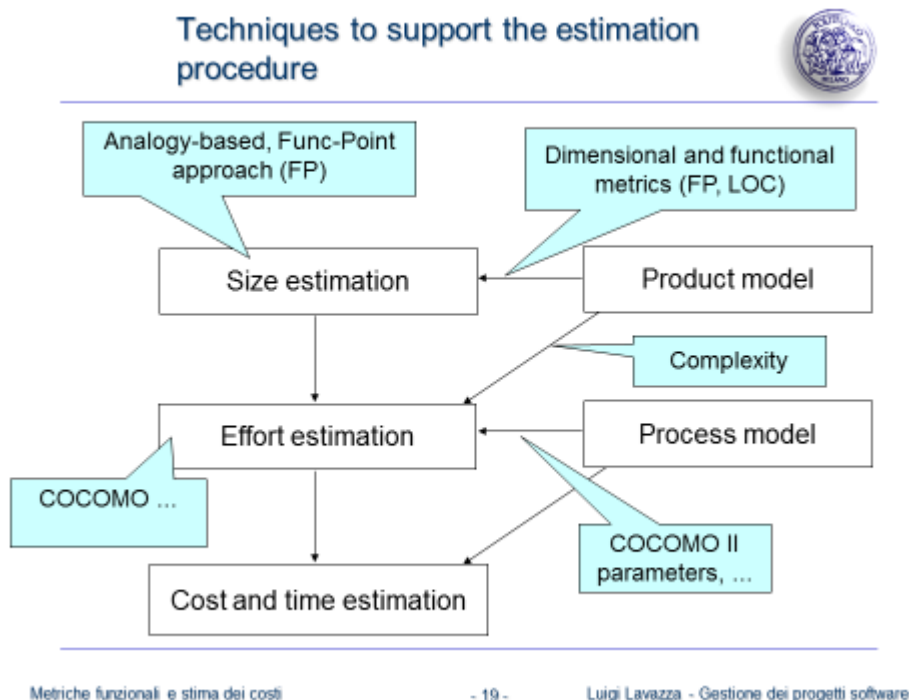 Techniques to support the estimation
procedure
Analogy-based, Func-Point
approach (FP)
Dimensional and functional
metrics (FP, LOC)
Size estimation
Product model
Complexity
Effort estimation
Process model
COCOMO ...
COCOMO II
parameters, ...
Cost and time estimation
Metriche funzionali e stima dei costi
- 19 -
Luigi Lavazza - Gestione dei progetti software